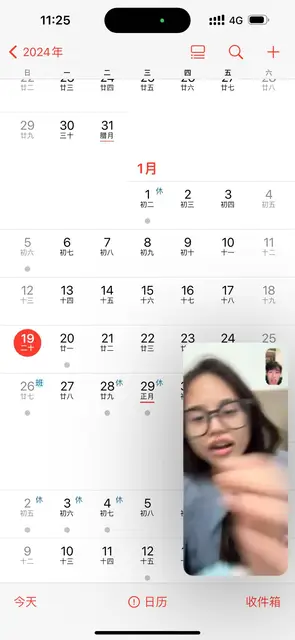 11:25 4G
2024年
日 一 二 三 四 五 六
廿二 廿三 廿四 廿五 廿六 廿七 廿八
29 30 31
廿九 三十 腊月
1月
1 休 2 3 4
初二 初三 初四 初五
5 6 7 8 9 10 11
初六 初七 初八 初九 初十 十一 十二
12 13 14 15 16 17 18
十三 十四 十五 十六 十七 十八 十九
19 20 21 22 23 24 25
二十 廿一 廿二 廿三
26 班 27 28 休 29 休
廿七 廿八 廿九 正月
2 休 3 休 4 休 5
初五 初六 初七 初八
9 10 11 12
十二 十三 十四 十五
今天 日历 收件箱